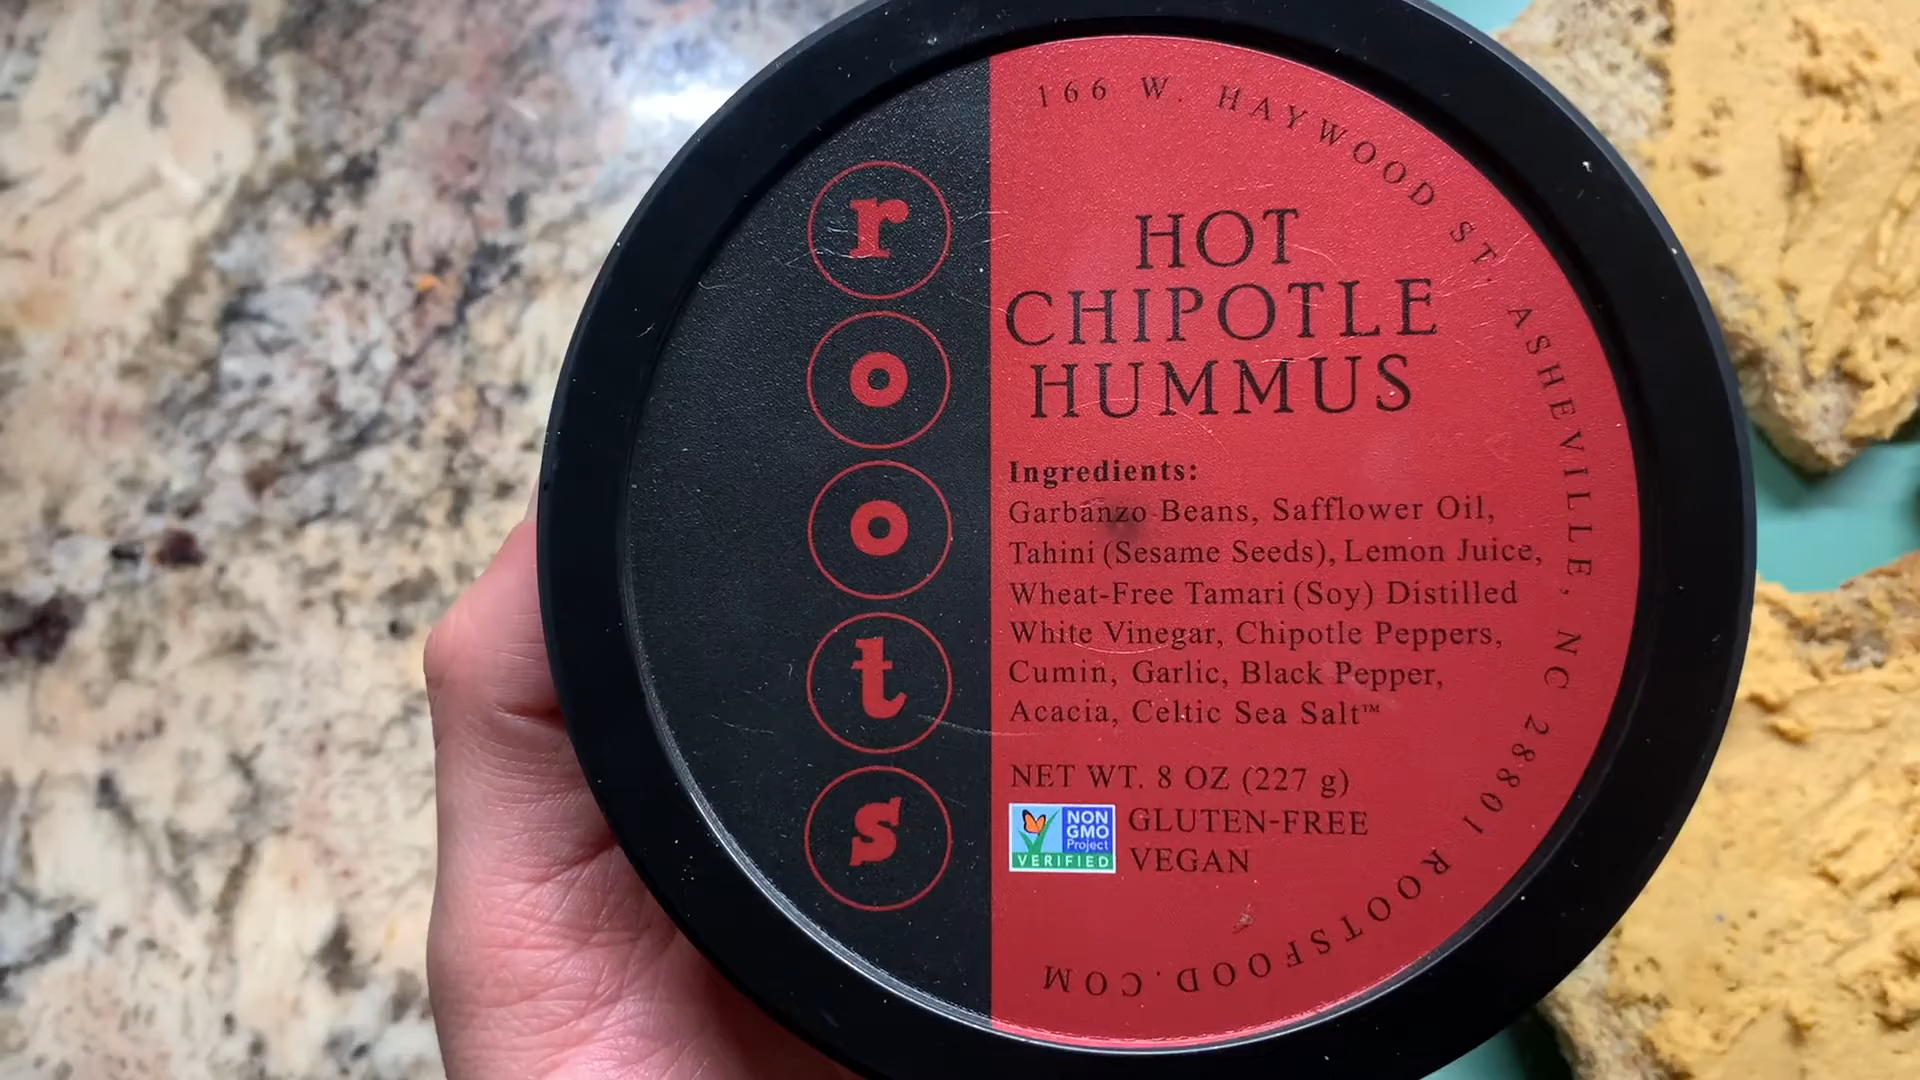 roots
166 W. HAYWOOD ST. ASHEVILLE, NC 28801 ROOTSFOOD.COM
HOT
CHIPOTLE
HUMMUS
Ingredients:
Garbanzo Beans, Safflower Oil,
Tahini (Sesame Seeds), Lemon Juice,
Wheat-Free Tamari (Soy) Distilled
White Vinegar, Chipotle Peppers,
Cumin, Garlic, Black Pepper,
Acacia, Celtic Sea Salt™
NET WT. 8 OZ (227 g)
NON
GMO
Project
VERIFIED
GLUTEN-FREE
VEGAN